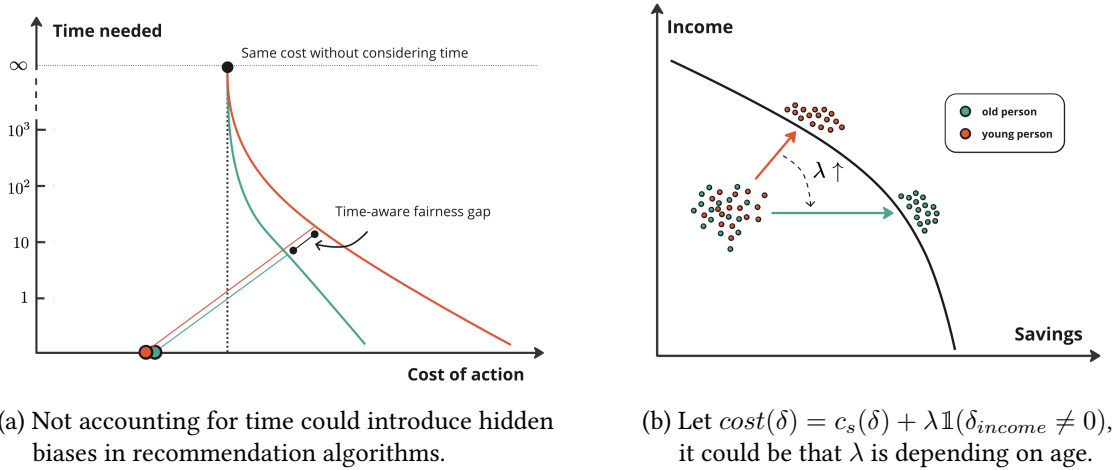 Time needed
Same cost without considering time
∞
10³
10²
10
1
Time-aware fairness gap
Cost of action
(a) Not accounting for time could introduce hidden
biases in recommendation algorithms.
Income
old person
young person
λ ↑
Savings
(b) Let cost(δ) = c_s(δ) + λ𝟙(δ_income ≠ 0),
it could be that λ is depending on age.